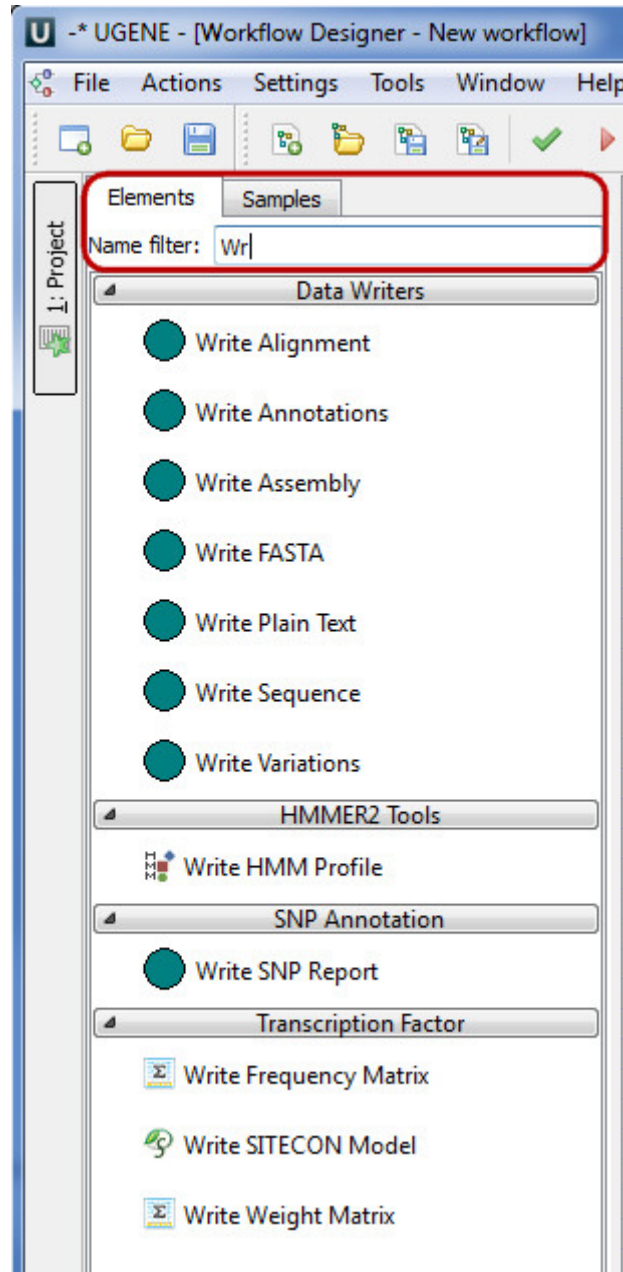 U -* UGENE - [Workflow Designer - New workflow]
File Actions Settings Tools Window Help
1: Project
Elements Samples
Name filter: Wr
Data Writers
Write Alignment
Write Annotations
Write Assembly
Write FASTA
Write Plain Text
Write Sequence
Write Variations
HMMER2 Tools
HMM Write HMM Profile
SNP Annotation
Write SNP Report
Transcription Factor
Σ Write Frequency Matrix
Write SITECON Model
Σ Write Weight Matrix